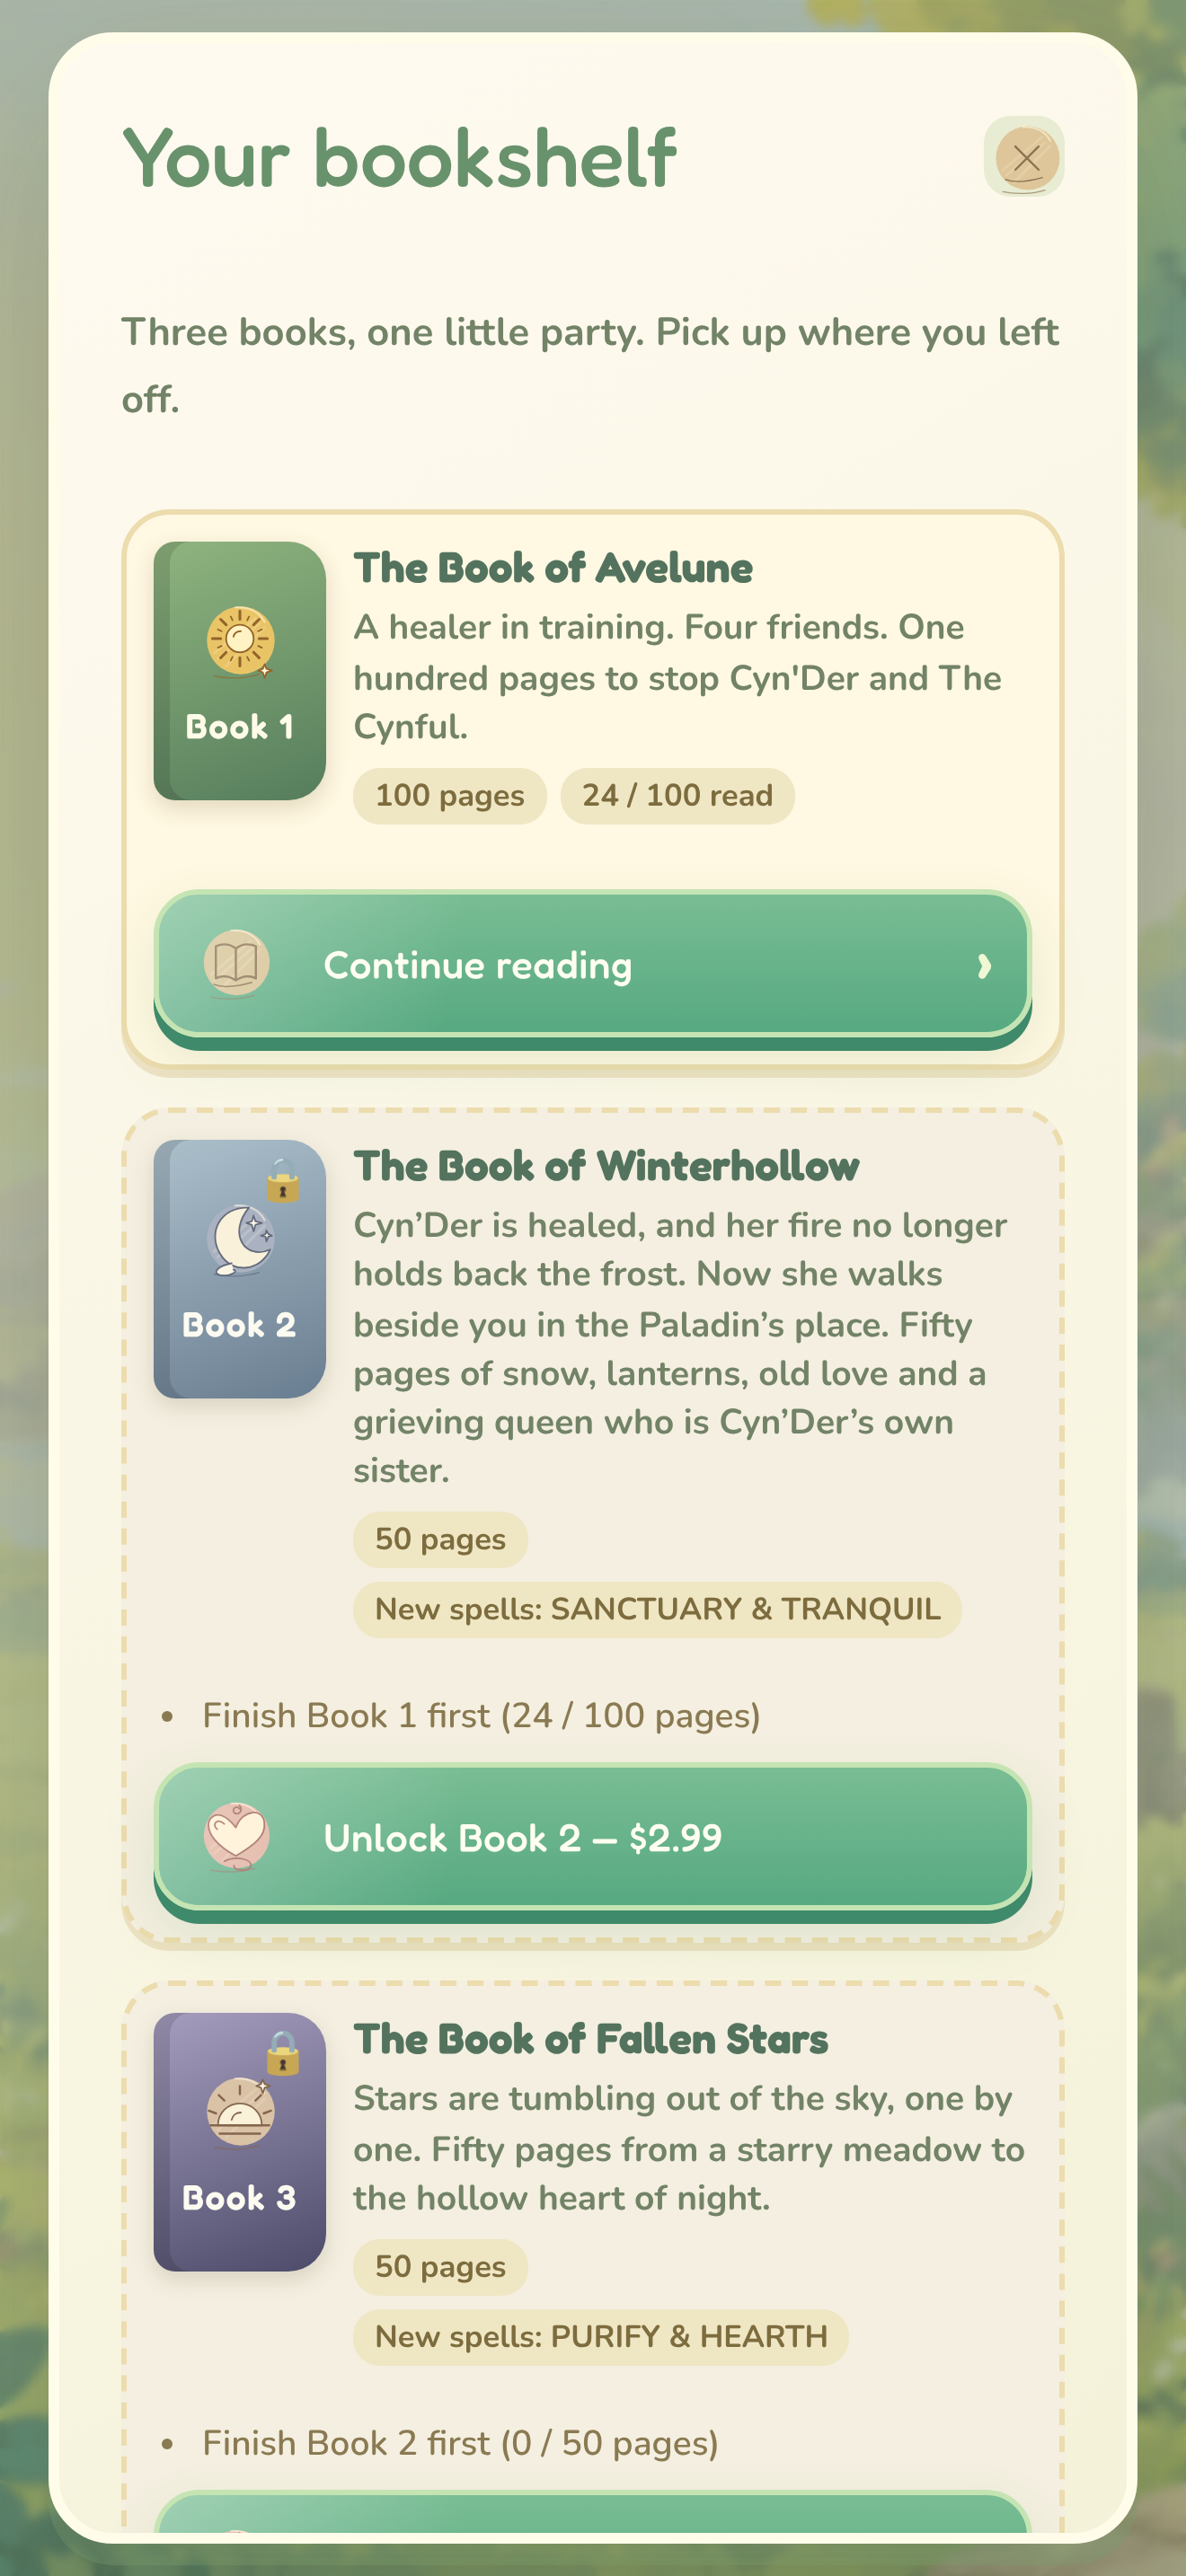 Your bookshelf
Three books, one little party. Pick up where you left
off.
The Book of Avelune
A healer in training. Four friends. One
hundred pages to stop Cyn'Der and The
Cynful.
Book 1
100 pages
24 / 100 read
Continue reading
The Book of Winterhollow
Cyn’Der is healed, and her fire no longer
holds back the frost. Now she walks
beside you in the Paladin’s place. Fifty
pages of snow, lanterns, old love and a
grieving queen who is Cyn’Der’s own
sister.
Book 2
50 pages
New spells: SANCTUARY & TRANQUIL
• Finish Book 1 first (24 / 100 pages)
Unlock Book 2 – $2.99
The Book of Fallen Stars
Stars are tumbling out of the sky, one by
one. Fifty pages from a starry meadow to
the hollow heart of night.
Book 3
50 pages
New spells: PURIFY & HEARTH
• Finish Book 2 first (0 / 50 pages)